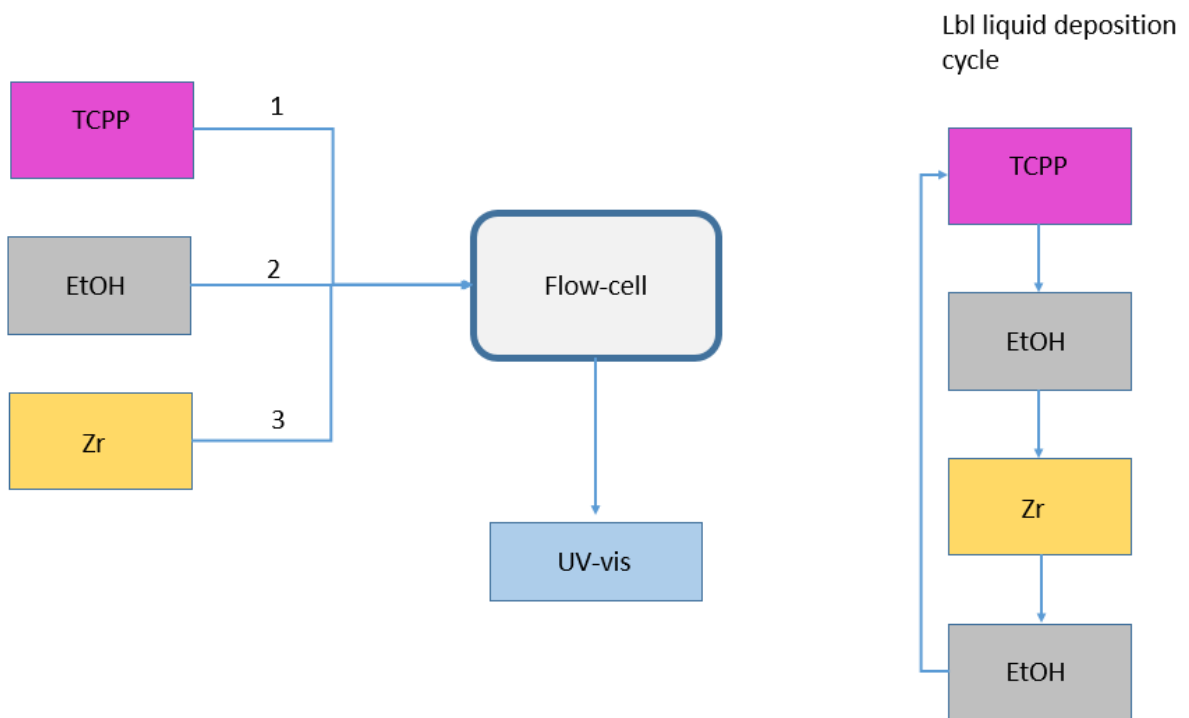 Lbl liquid deposition
cycle
TCPP
1
EtOH
2
Zr
3
Flow-cell
UV-vis
TCPP
EtOH
Zr
EtOH